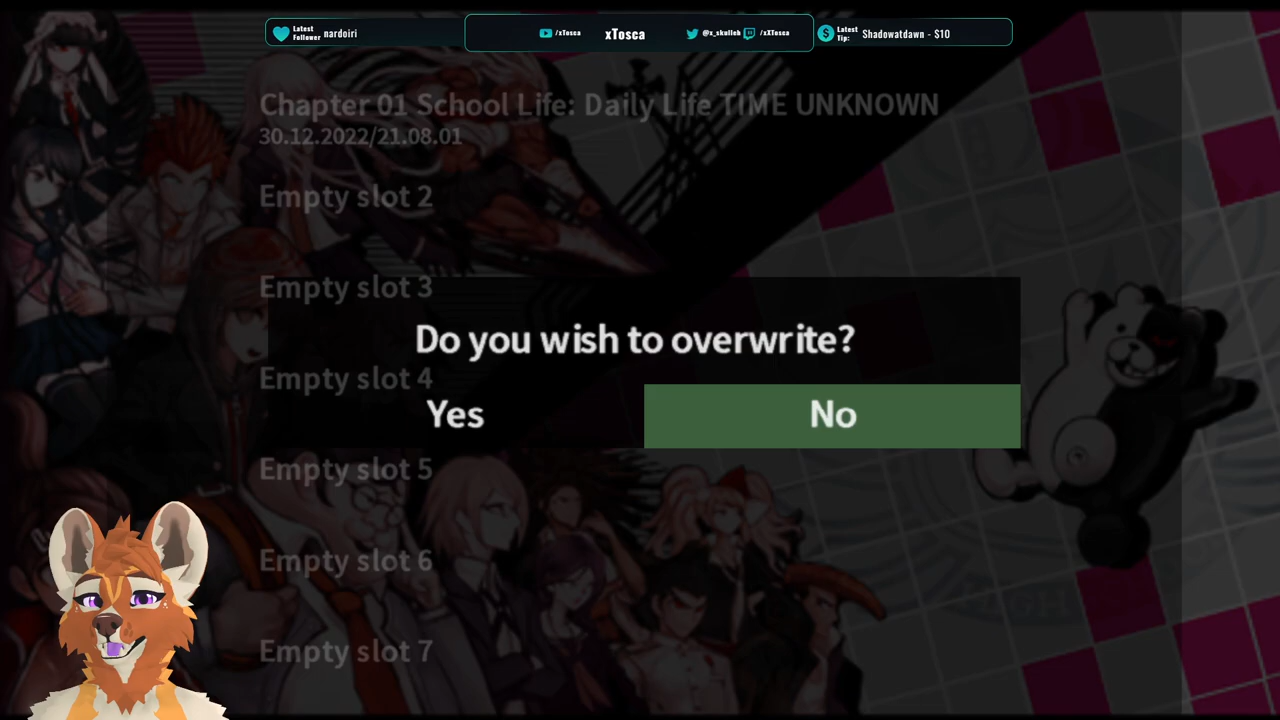 Latest
Follower nardoiri
/xTosca
xTosca
@x_skulleh
/xXTosca
Latest
Tip: Shadowatdawn - $10
Chapter 01 School Life: Daily Life TIME UNKNOWN
30.12.2022/21.08.01
Empty slot 2
Empty slot 3
Do you wish to overwrite?
Empty slot 4
Yes
No
Empty slot 5
Empty slot 6
Empty slot 7